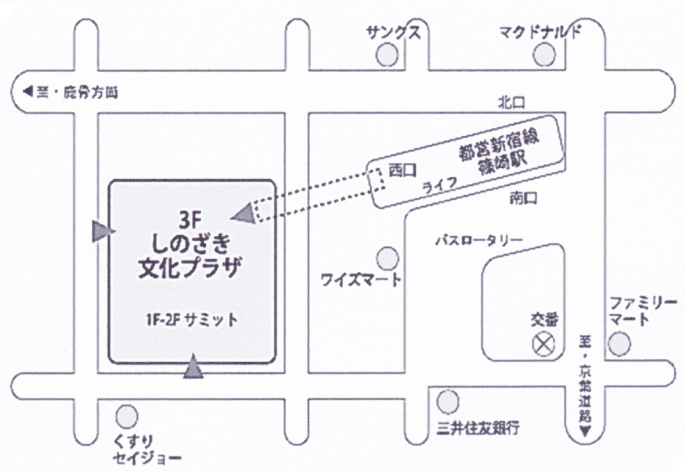 サンクス
マクドナルド
◀至・鹿骨方面
北口
都営新宿線
篠崎駅
西口
ライフ
南口
3F
しのざき
文化プラザ
1F-2F サミット
バスロータリー
ワイズマート
交番
ファミリー
マート
至・京葉道路▼
くすり
セイジョー
三井住友銀行